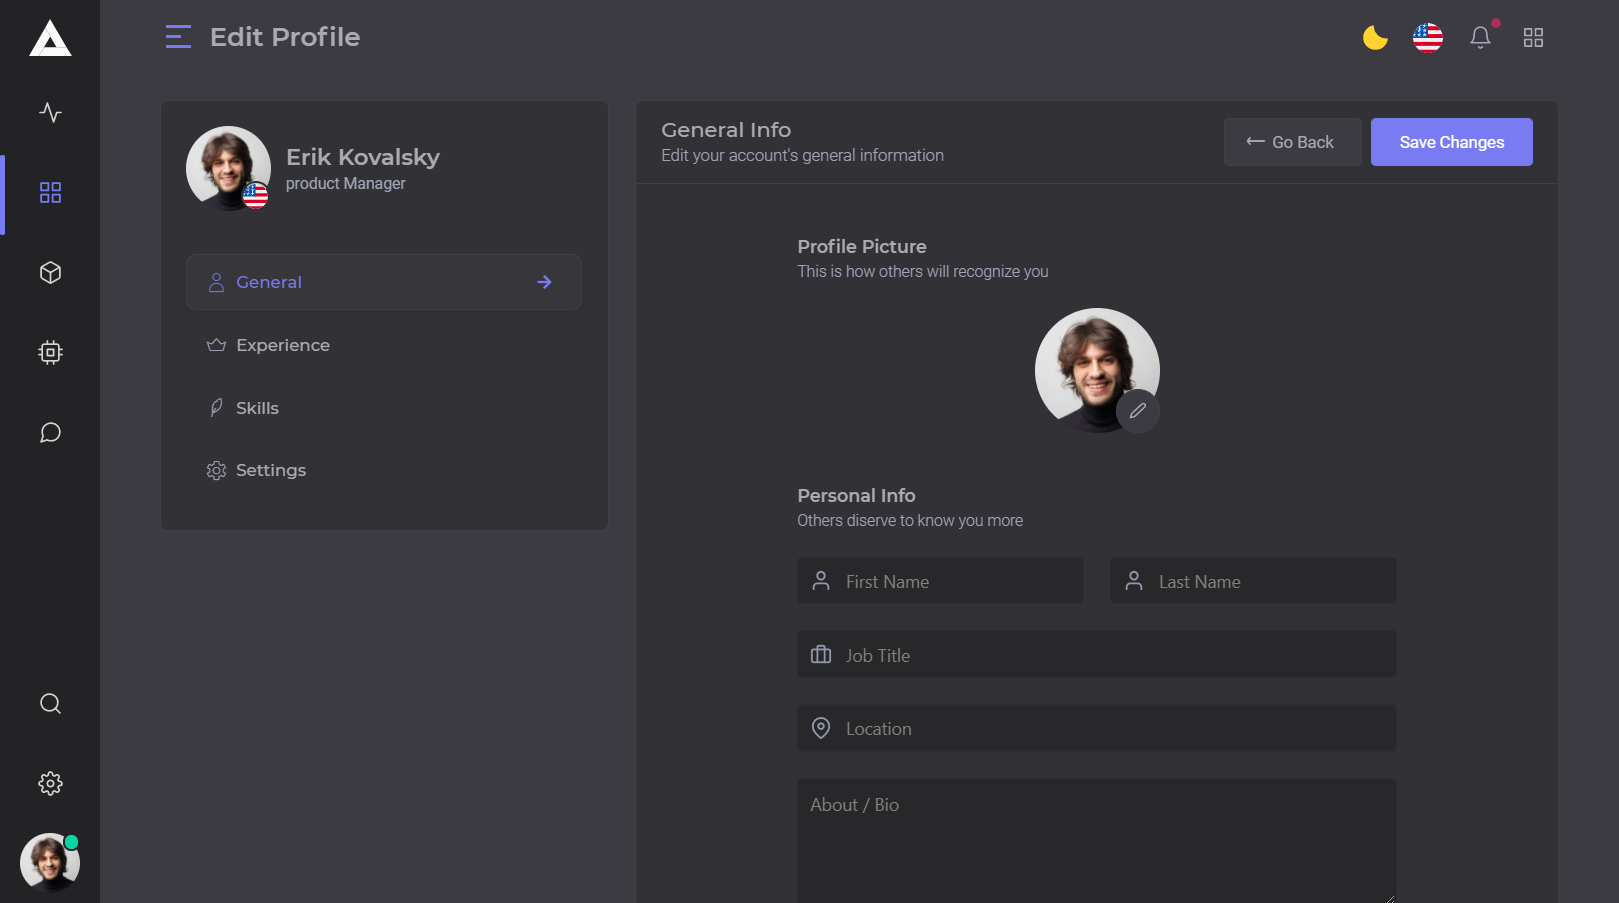 Edit Profile
Erik Kovalsky
product Manager
General
Experience
Skills
Settings
General Info
Edit your account's general information
Go Back
Save Changes
Profile Picture
This is how others will recognize you
Personal Info
Others diserve to know you more
First Name
Last Name
Job Title
Location
About / Bio